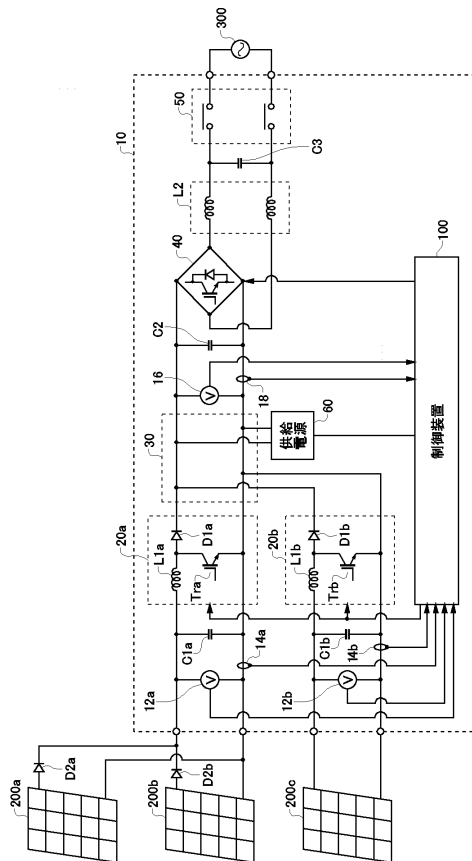 10
300
50
C3
L2
40
100
C2
16
18
60
供給
電源
制御装置
30
20a
L1a
D1a
Tra
20b
L1b
D1b
Trb
C1a
14a
C1b
14b
12a
V
12b
V
V
D2a
D2b
200a
200b
200c